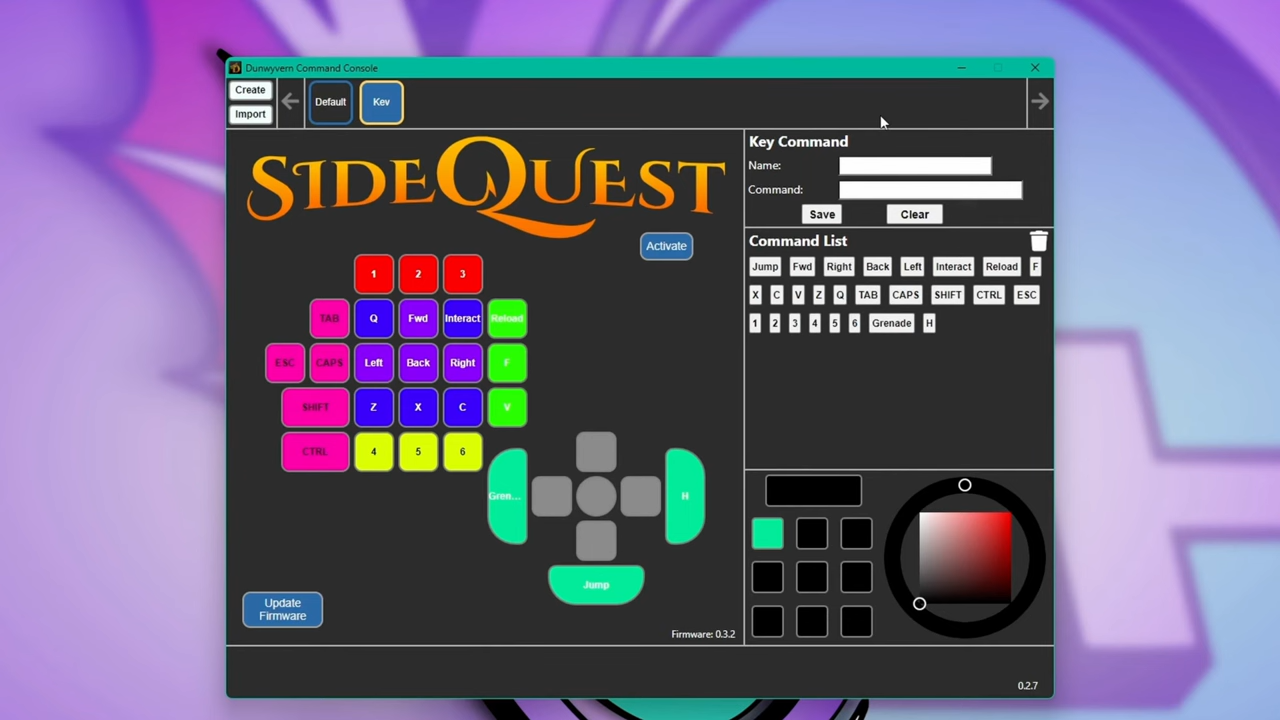 Dunwyvern Command Console
Create
Import
Default
Kev
SIDEQUEST
Activate
1 2 3
TAB Q Fwd Interact Reload
ESC CAPS Left Back Right F
SHIFT Z X C V
CTRL 4 5 6
Gren... H
Jump
Update
Firmware
Firmware: 0.3.2
Key Command
Name:
Command:
Save Clear
Command List
Jump Fwd Right Back Left Interact Reload F
X C V Z Q TAB CAPS SHIFT CTRL ESC
1 2 3 4 5 6 Grenade H
0.2.7